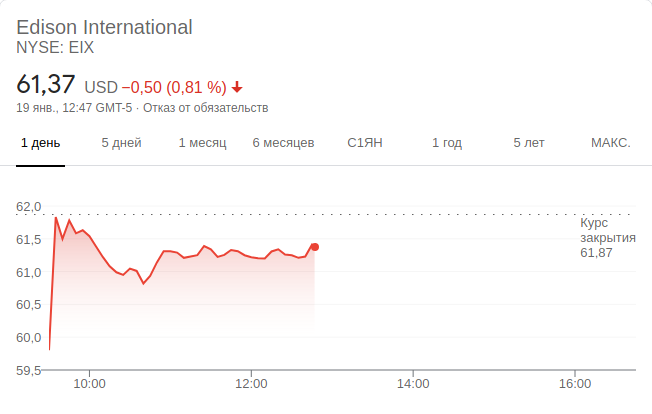 Edison International
NYSE: EIX
61,37 USD −0,50 (0,81 %)
19 янв., 12:47 GMT-5 · Отказ от обязательств
1 день 5 дней 1 месяц 6 месяцев С1ЯН 1 год 5 лет МАКС.
62,0
Курс
закрытия
61,87
61,5
61,0
60,5
60,0
59,5
10:00 12:00 14:00 16:00